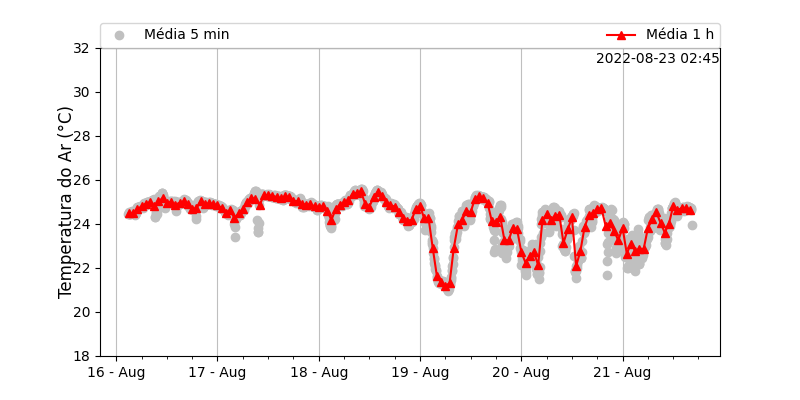 Média 5 min
Média 1 h
2022-08-23 02:45
Temperatura do Ar (°C)
32
30
28
26
24
22
20
18
16 - Aug
17 - Aug
18 - Aug
19 - Aug
20 - Aug
21 - Aug